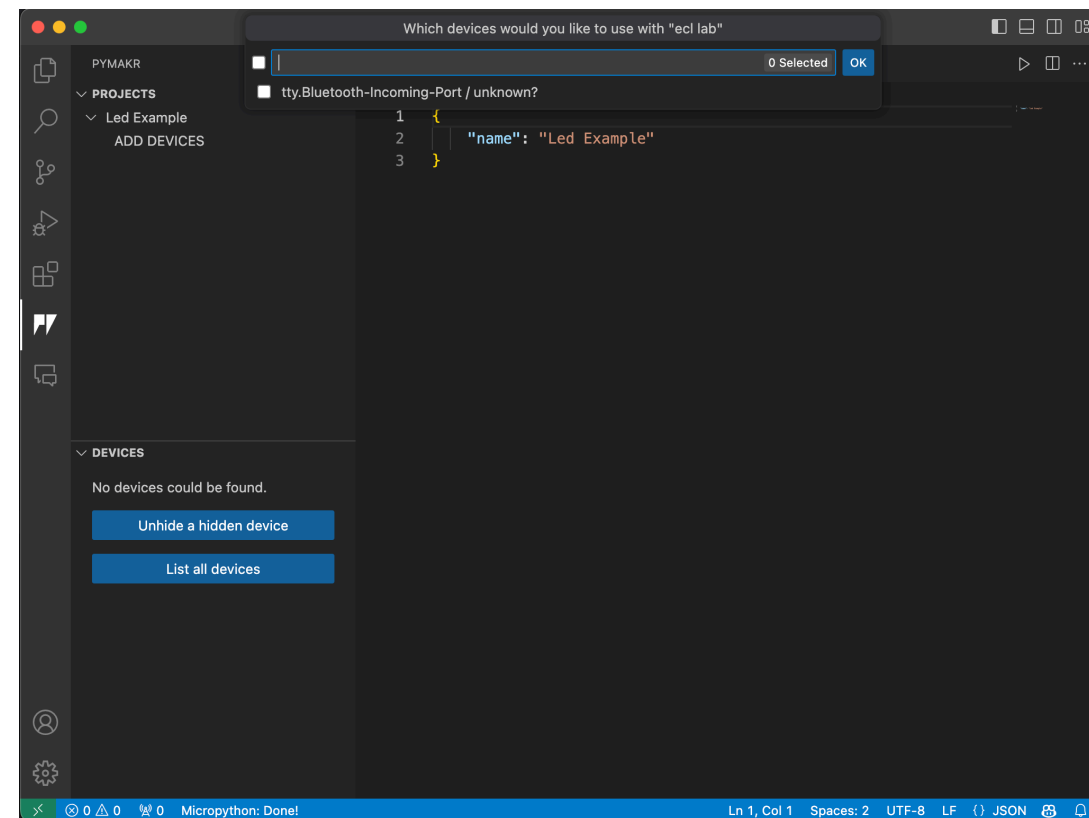 Which devices would you like to use with "ecl lab"
0 Selected
OK
tty.Bluetooth-Incoming-Port / unknown?
PYMAKR
PROJECTS
Led Example
ADD DEVICES
1 {
2 "name": "Led Example"
3 }
DEVICES
No devices could be found.
Unhide a hidden device
List all devices
0 0 0 Micropython: Done! Ln 1, Col 1 Spaces: 2 UTF-8 LF {} JSON